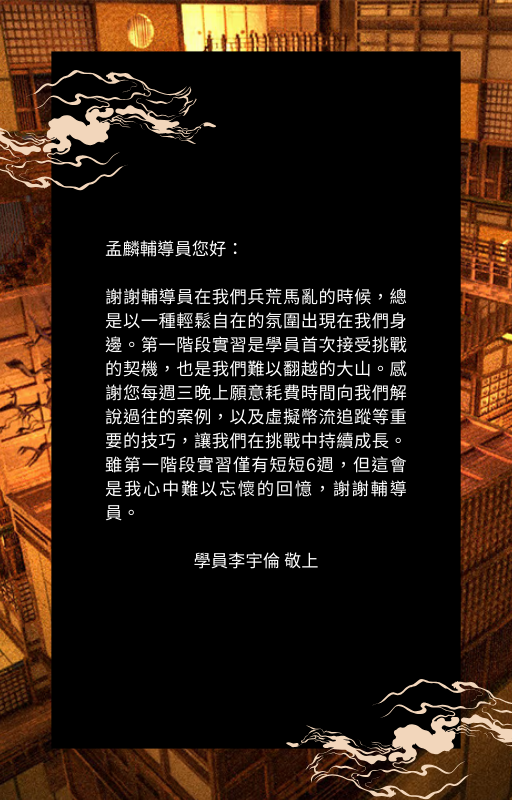 孟麟輔導員您好：
謝謝輔導員在我們兵荒馬亂的時候，總
是以一種輕鬆自在的氛圍出現在我們身
邊。第一階段實習是學員首次接受挑戰
的契機，也是我們難以翻越的大山。感
謝您每週三晚上願意耗費時間向我們解
說過往的案例，以及虛擬幣流追蹤等重
要的技巧，讓我們在挑戰中持續成長。
雖第一階段實習僅有短短6週，但這會
是我心中難以忘懷的回憶，謝謝輔導
員。
學員李宇倫 敬上